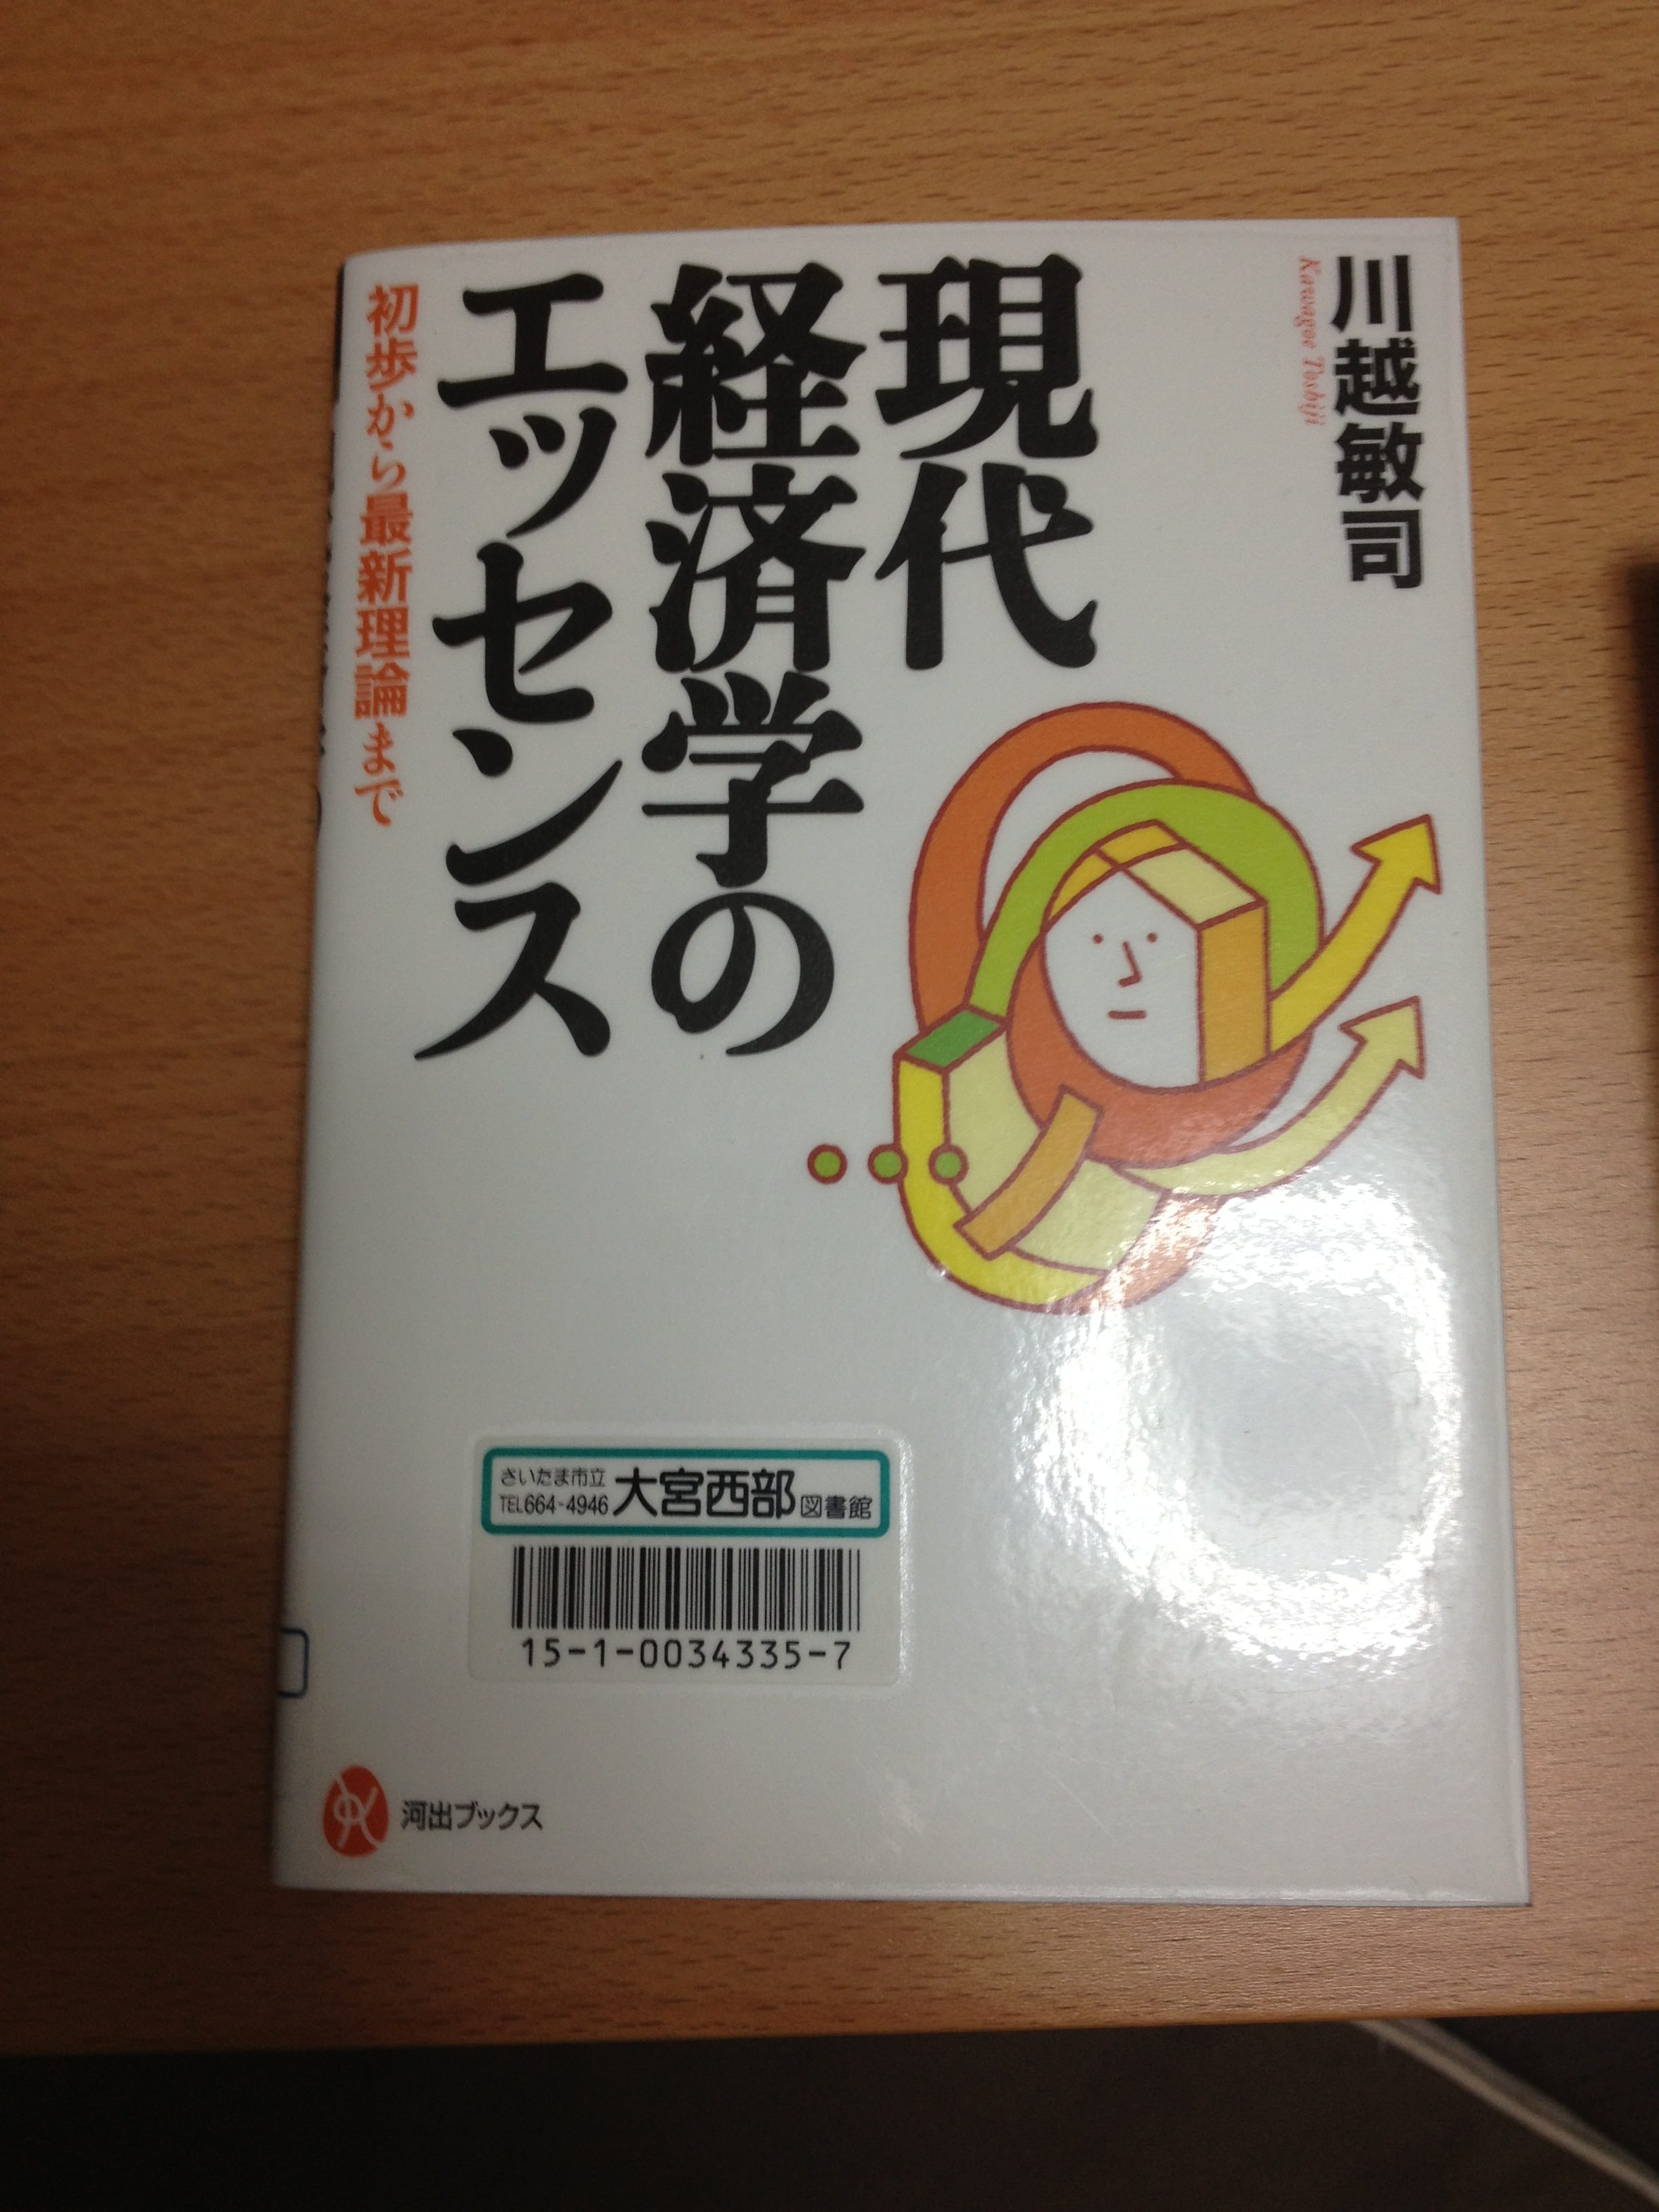 川越敏司
Kawagoe Toshiji
現代
経済学の
エッセンス
初歩から最新理論まで
さいたま市立
TEL664-4946
大宮西部図書館
15-1-0034335-7
河出ブックス